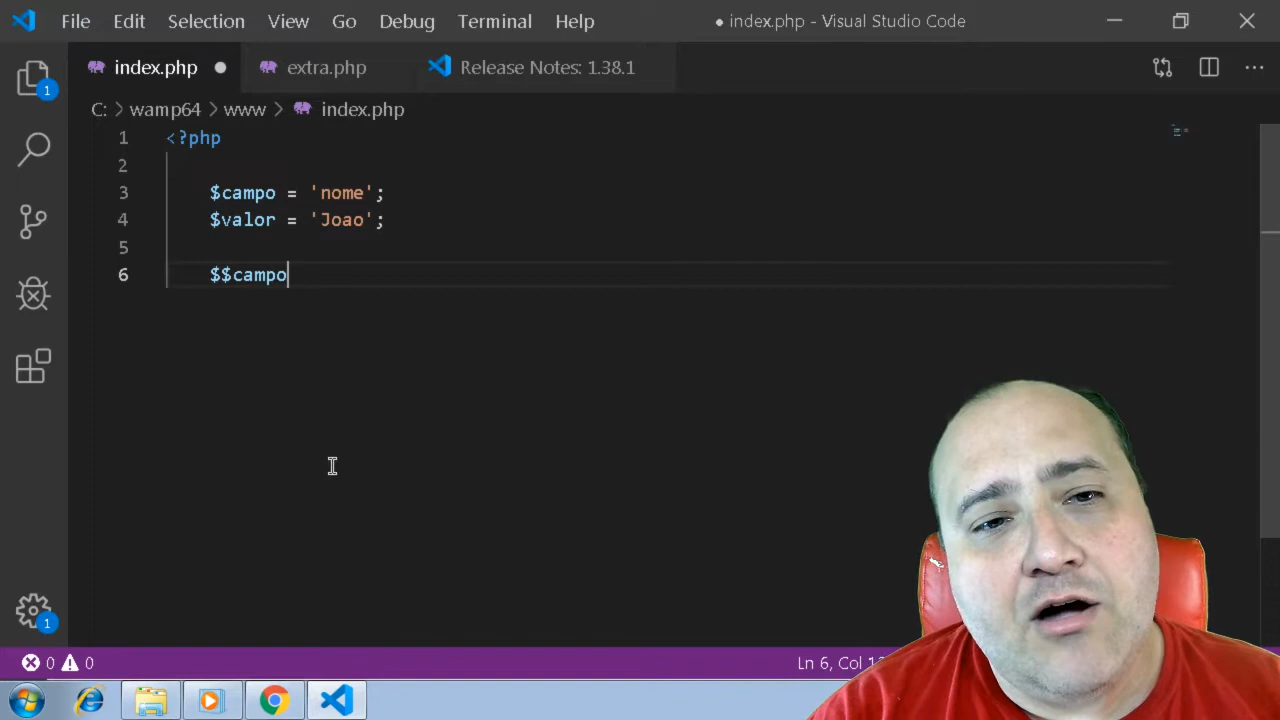 File Edit Selection View Go Debug Terminal Help ● index.php - Visual Studio Code
index.php ● extra.php Release Notes: 1.38.1
C: > wamp64 > www > index.php
1 <?php
2
3 $campo = 'nome';
4 $valor = 'Joao';
5
6 $$campo
1
1
0 0 Ln 6, Col